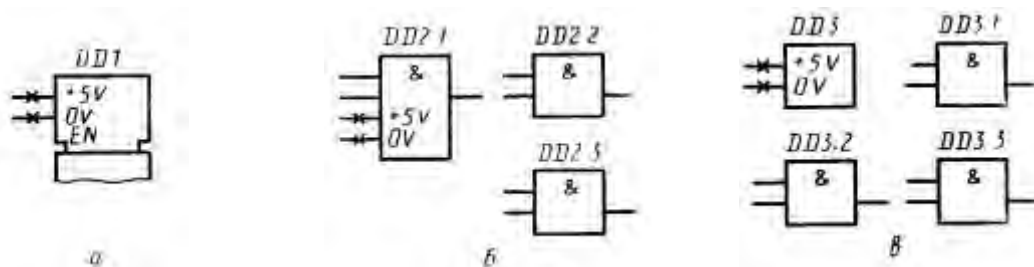 DD1
+5V
0V
EN
а
DD2.1
&
+5V
0V
DD2.2
&
DD2.3
&
б
DD3
+5V
0V
DD3.1
&
DD3.2
&
DD3.3
&
в